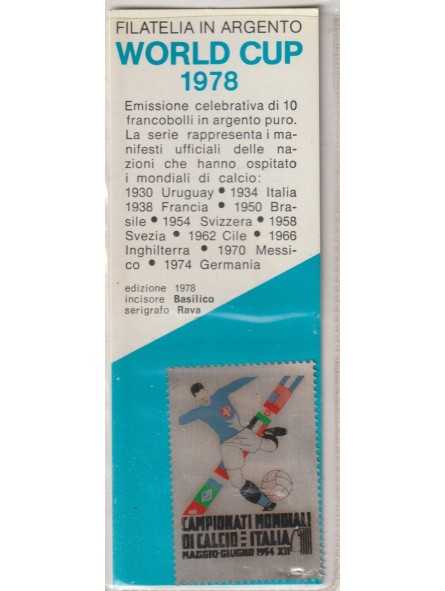 FILATELIA IN ARGENTO
WORLD CUP
1978
Emissione celebrativa di 10
francobolli in argento puro.
La serie rappresenta i ma-
nifesti ufficiali delle na-
zioni che hanno ospitato
i mondiali di calcio:
1930 Uruguay • 1934 Italia
1938 Francia • 1950 Bra-
sile • 1954 Svizzera • 1958
Svezia • 1962 Cile • 1966
Inghilterra • 1970 Messi-
co • 1974 Germania
edizione 1978
incisore Basilico
serigrafo Rava
CAMPIONATI MONDIALI
DI CALCIO = ITALIA
MAGGIO-GIUGNO 1934 XII